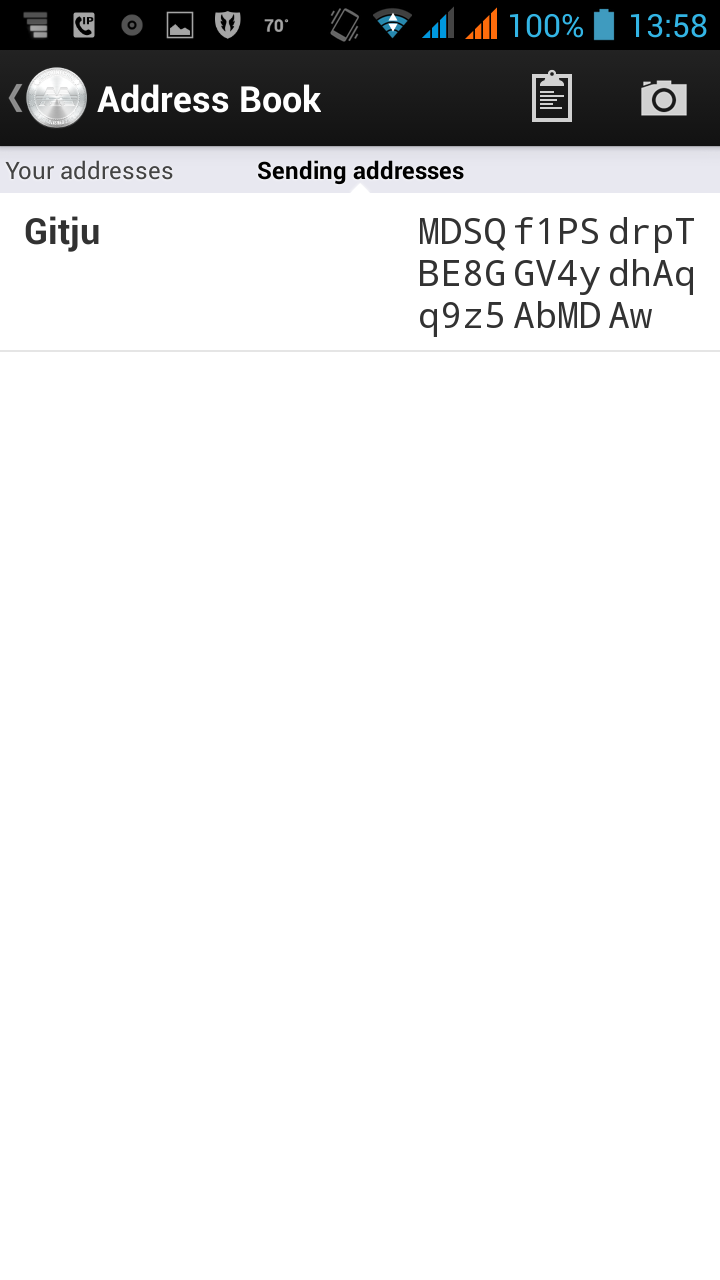 70° 100% 13:58
Address Book
Your addresses Sending addresses
Gitju MDSQ f1PS drpT
BE8G GV4y dhAq
q9z5 AbMD Aw